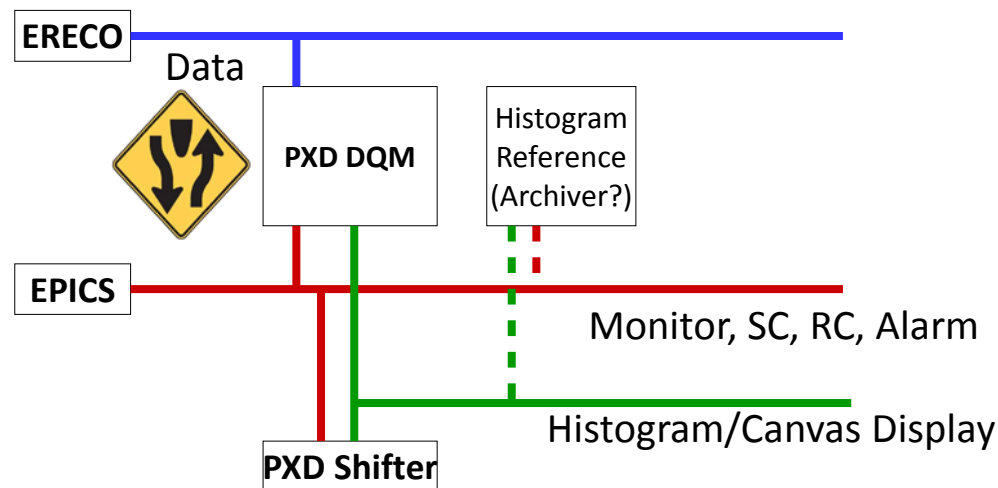 ERECO
Data
PXD DQM
Histogram
Reference
(Archiver?)
EPICS
Monitor, SC, RC, Alarm
Histogram/Canvas Display
PXD Shifter